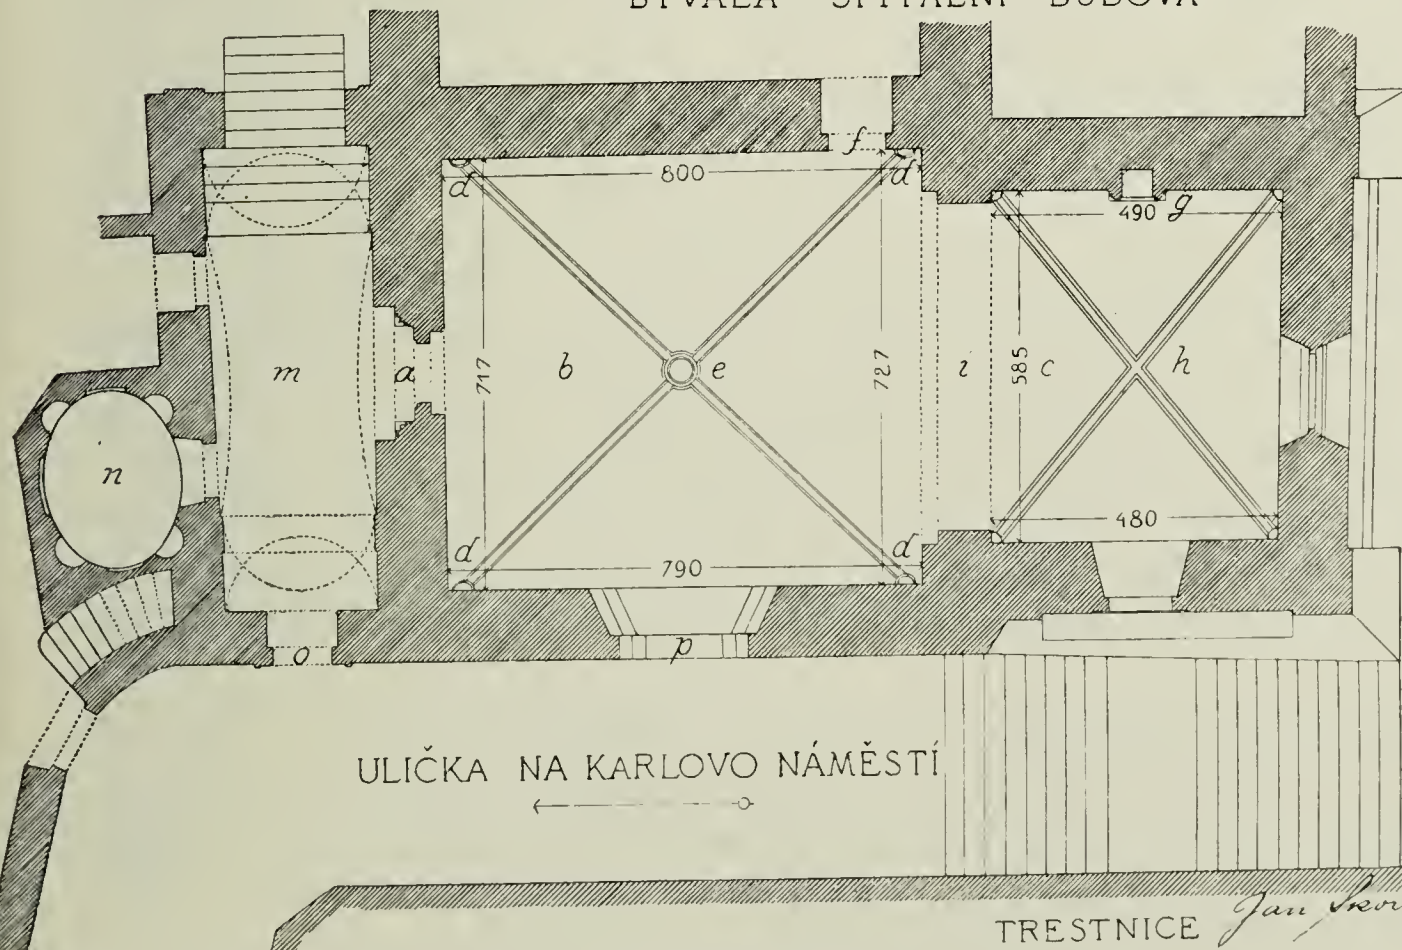 BÝVALÁ ŠPITÁLNÍ BUDOVA
f
d
800
d
g
490
m
a
717
b
e
727
i
585
c
h
n
d
790
d
480
o
p
ULIČKA NA KARLOVO NÁMĚSTÍ
TRESTNICE
Jan